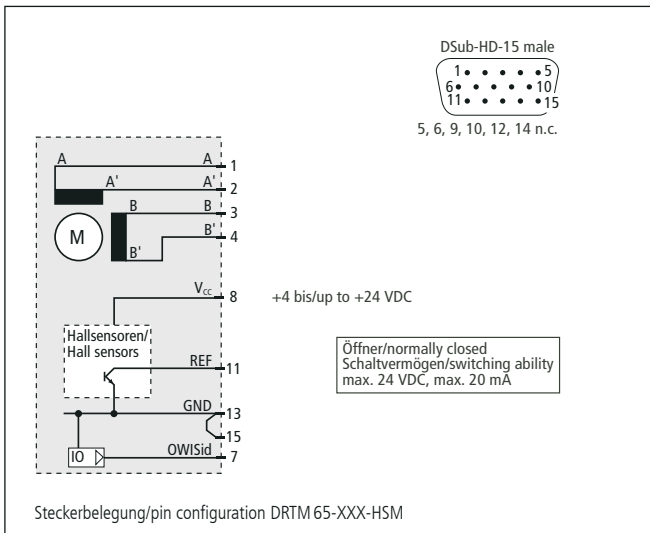 DSub-HD-15 male
1 5
6 10
11 15
5, 6, 9, 10, 12, 14 n.c.
A A 1
A' A' 2
B B 3
B' B' 4
M
Vcc 8 +4 bis/up to +24 VDC
Hallsensoren/
Hall sensors
REF 11
Öffner/normally closed
Schaltvermögen/switching ability
max. 24 VDC, max. 20 mA
GND 13
15
IO OWISid 7
Steckerbelegung/pin configuration DRTM 65-XXX-HSM